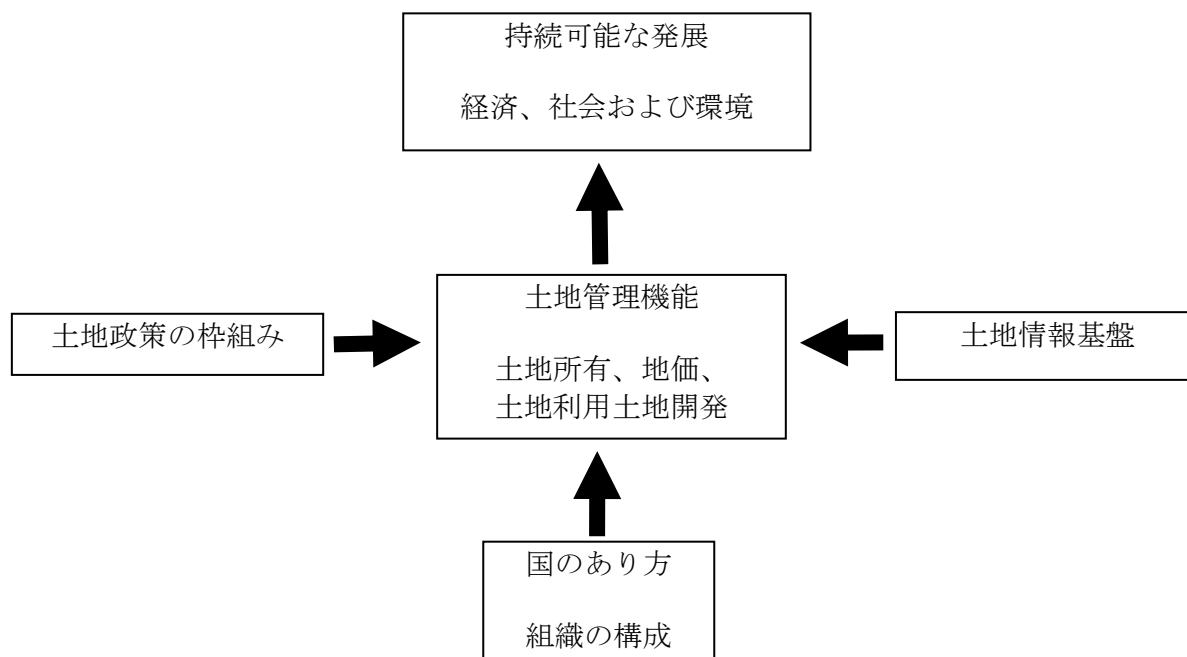 持続可能な発展
経済、社会および環境
土地管理機能
土地政策の枠組み
土地情報基盤
土地所有、地価、
土地利用土地開発
国のあり方
組織の構成